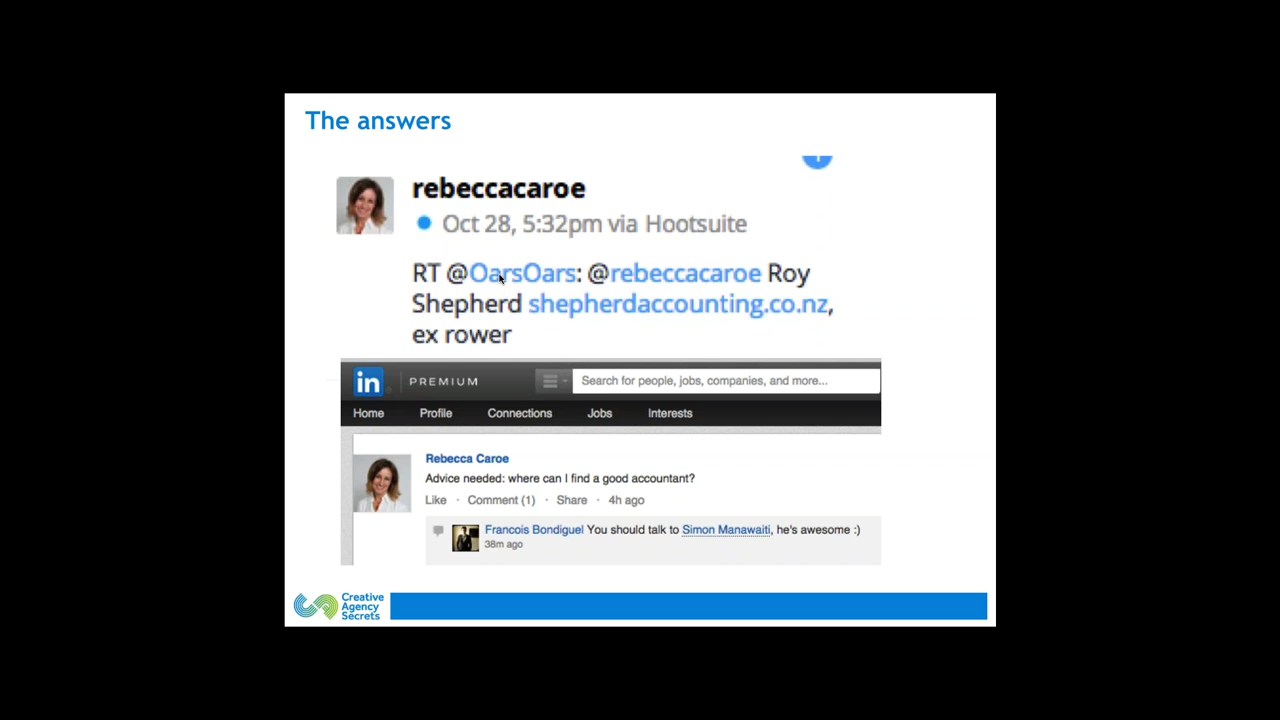 The answers
rebeccacaroe
Oct 28, 5:32pm via Hootsuite
RT @OarsOars: @rebeccacaroe Roy
Shepherd shepherdaccounting.co.nz,
ex rower
in PREMIUM Search for people, jobs, companies, and more...
Home Profile Connections Jobs Interests
Rebecca Caroe
Advice needed: where can I find a good accountant?
Like · Comment (1) · Share · 4h ago
Francois Bondiguel You should talk to Simon Manawaiti, he's awesome :)
38m ago
Creative
Agency
Secrets